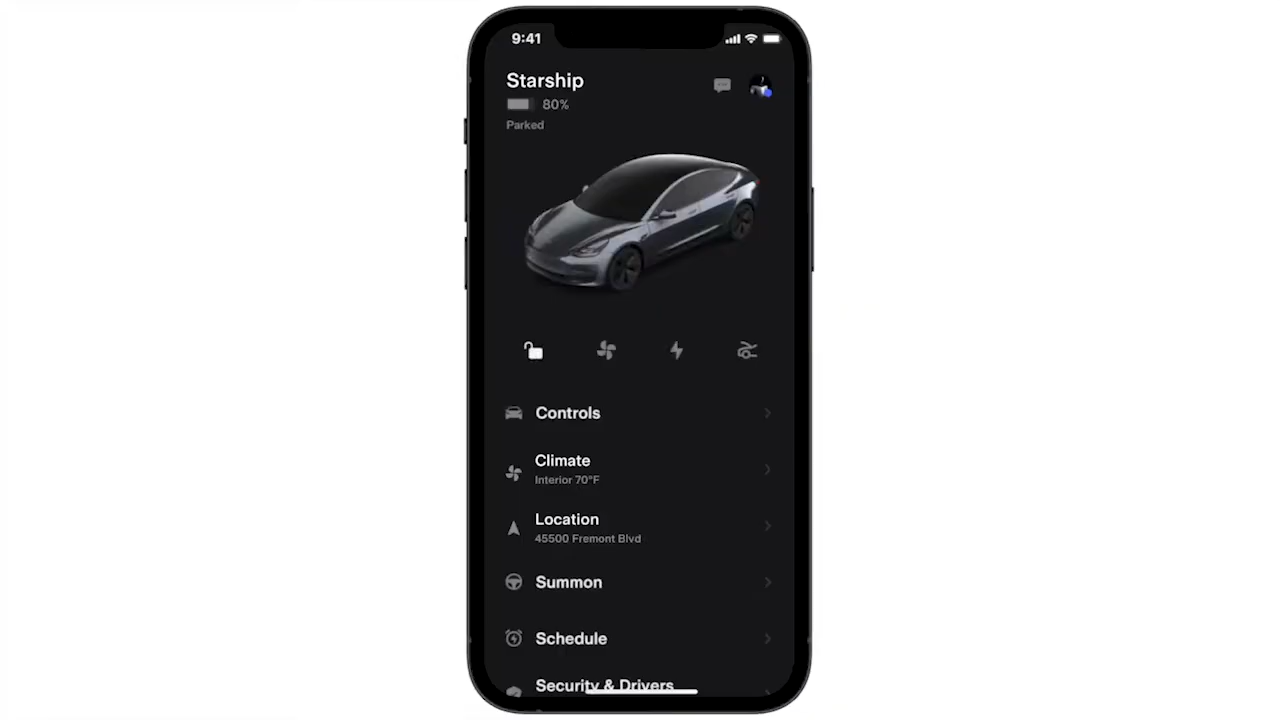 9:41
Starship
80%
Parked
Controls
Climate
Interior 70°F
Location
45500 Fremont Blvd
Summon
Schedule
Security & Drivers